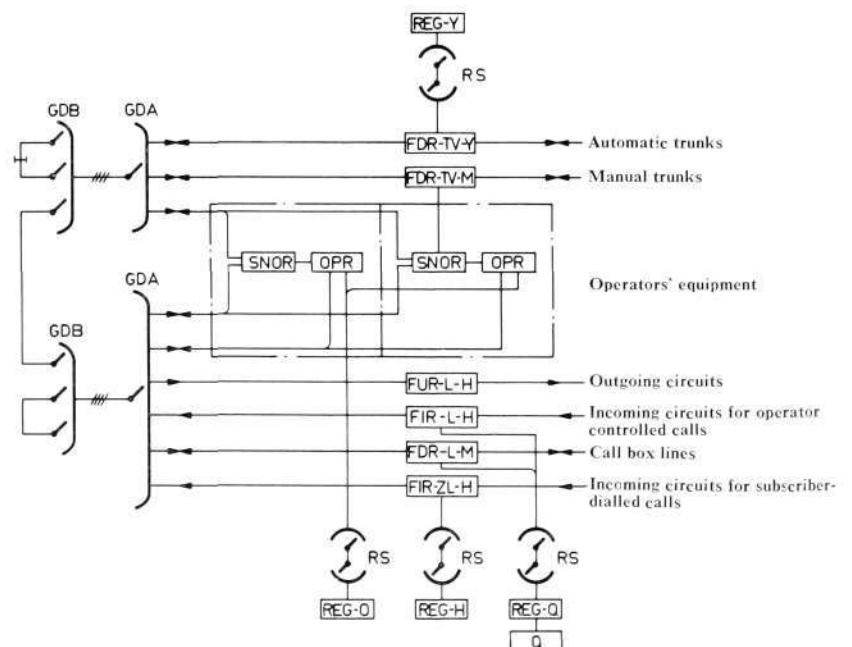 REG-Y
RS
GDB
GDA
FDR-TV-Y
Automatic trunks
FDR-TV-M
Manual trunks
SNOR
OPR
SNOR
OPR
Operators' equipment
GDA
GDB
FUR-L-H
Outgoing circuits
FIR-L-H
Incoming circuits for operator
controlled calls
FDR-L-M
Call box lines
FIR-ZL-H
Incoming circuits for subscriber-
dialled calls
RS
RS
RS
REG-O
REG-H
REG-Q
Q